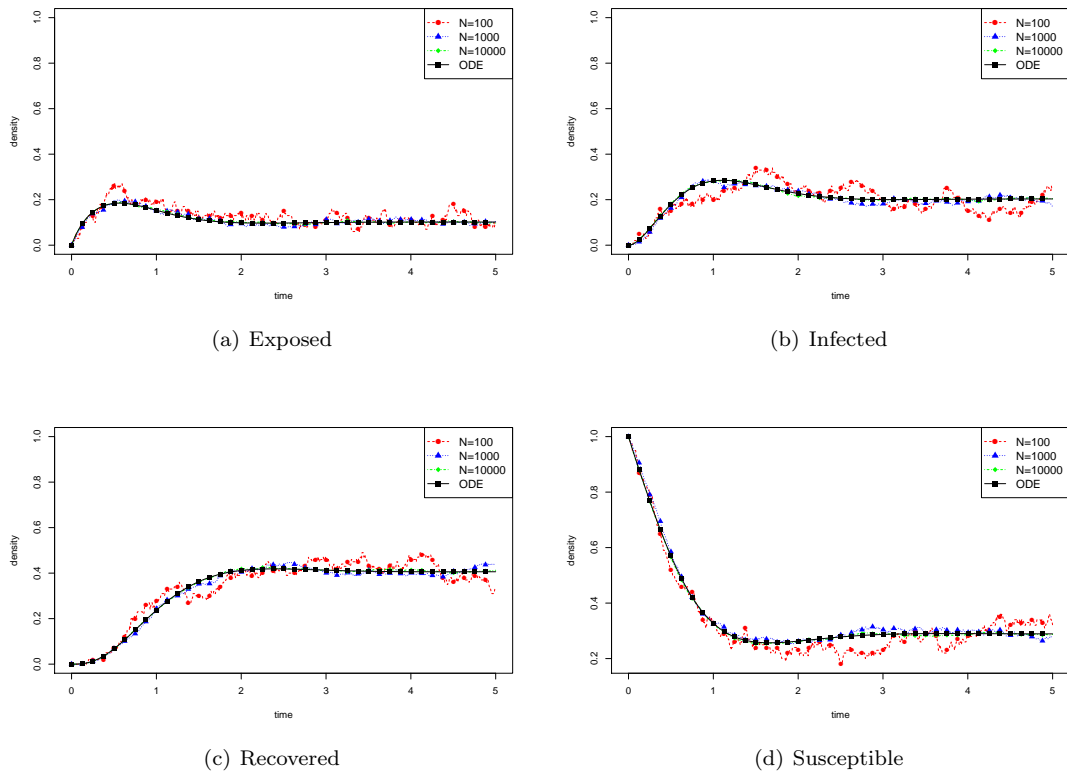 1.0
0.8
0.6
0.4
0.2
0.0
density
N=100
N=1000
N=10000
ODE
0 1 2 3 4 5
time
(a) Exposed
1.0
0.8
0.6
0.4
0.2
0.0
density
N=100
N=1000
N=10000
ODE
0 1 2 3 4 5
time
(b) Infected
1.0
0.8
0.6
0.4
0.2
0.0
density
N=100
N=1000
N=10000
ODE
0 1 2 3 4 5
time
(c) Recovered
1.0
0.8
0.6
0.4
0.2
density
N=100
N=1000
N=10000
ODE
0 1 2 3 4 5
time
(d) Susceptible